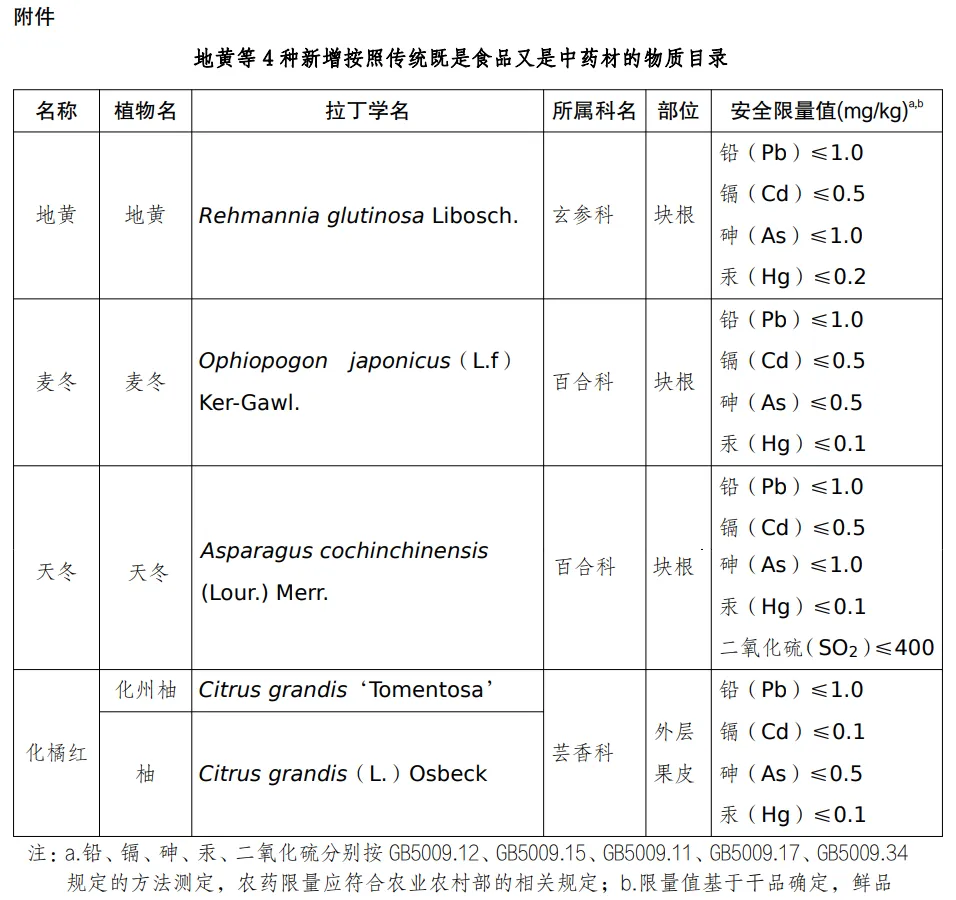 附件
地黄等4种新增按照传统既是食品又是中药材的物质目录
名称 植物名 拉丁学名 所属科名 部位 安全限量值(mg/kg)a,b
地黄 地黄 Rehmannia glutinosa Libosch. 玄参科 块根
铅（Pb）≤1.0
镉（Cd）≤0.5
砷（As）≤1.0
汞（Hg）≤0.2
麦冬 麦冬 Ophiopogon japonicus（L.f）
Ker-Gawl.
百合科 块根
铅（Pb）≤1.0
镉（Cd）≤0.5
砷（As）≤0.5
汞（Hg）≤0.1
天冬 天冬 Asparagus cochinchinensis
(Lour.) Merr.
百合科 块根
铅（Pb）≤1.0
镉（Cd）≤0.5
砷（As）≤1.0
汞（Hg）≤0.1
二氧化硫（SO₂）≤400
化橘红
化州柚 Citrus grandis‘Tomentosa’
柚 Citrus grandis（L.）Osbeck
芸香科
外层
果皮
铅（Pb）≤1.0
镉（Cd）≤0.1
砷（As）≤0.5
汞（Hg）≤0.1
注：a.铅、镉、砷、汞、二氧化硫分别按 GB5009.12、GB5009.15、GB5009.11、GB5009.17、GB5009.34
规定的方法测定，农药限量应符合农业农村部的相关规定；b.限量值基于干品确定，鲜品